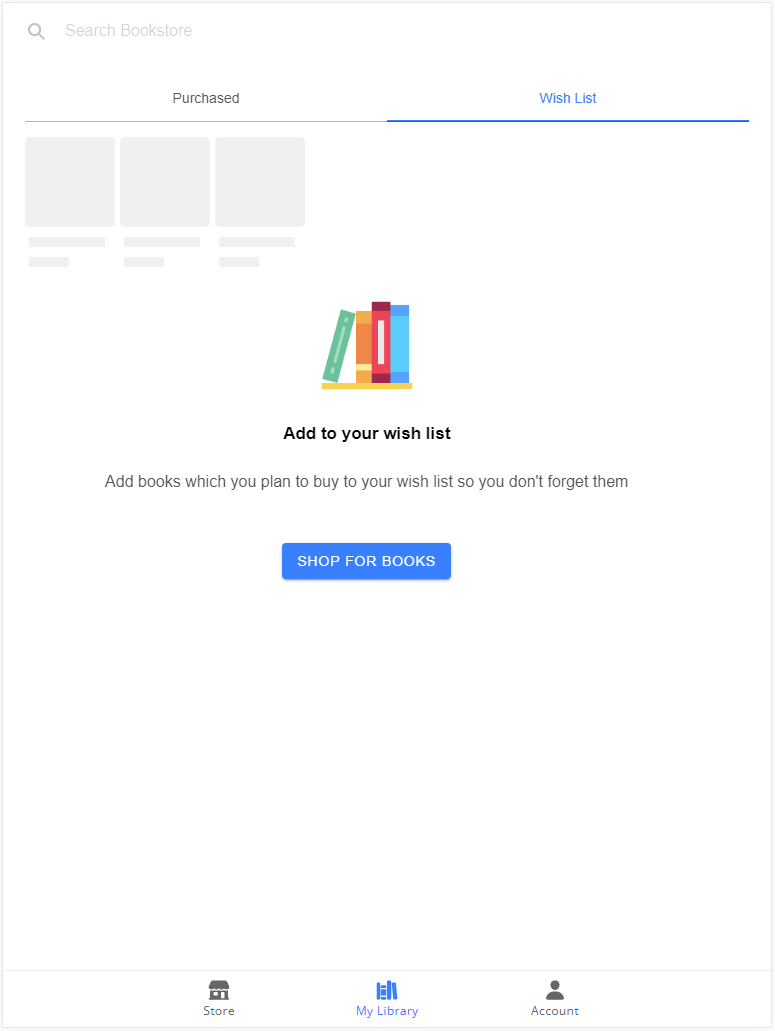 Search Bookstore
Purchased
Wish List
Add to your wish list
Add books which you plan to buy to your wish list so you don't forget them
SHOP FOR BOOKS
Store
My Library
Account